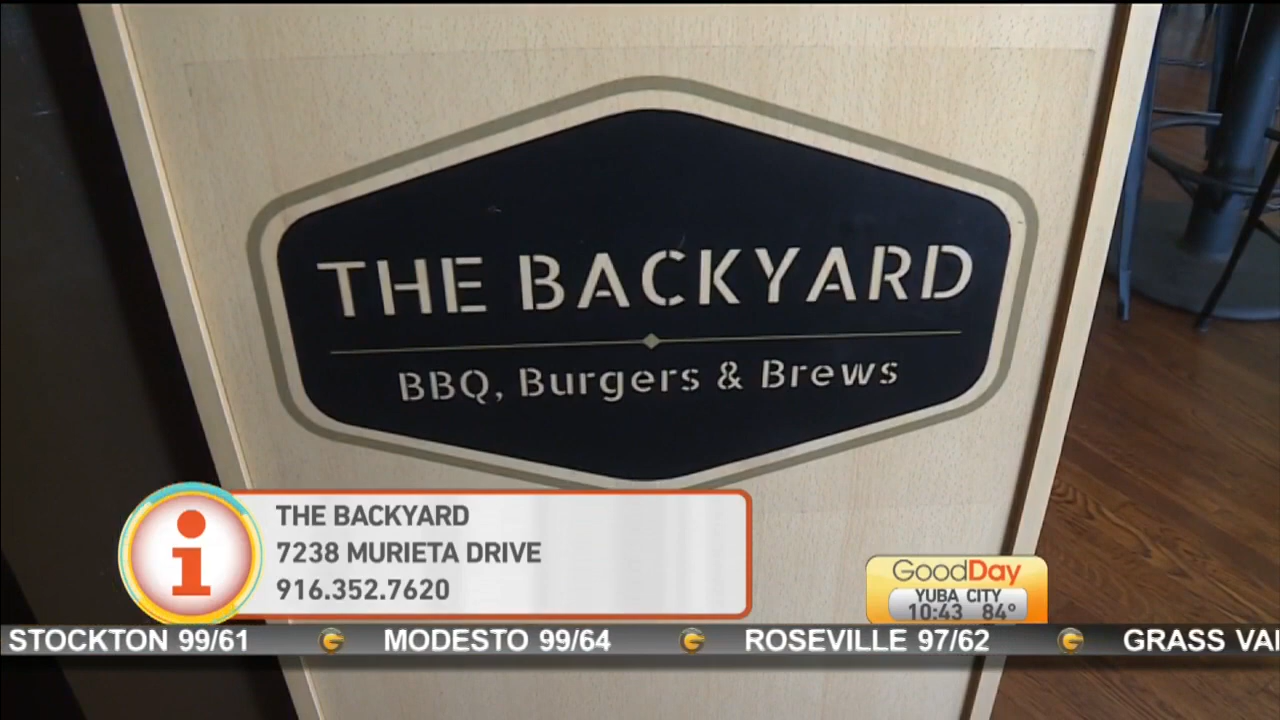 THE BACKYARD
BBQ, Burgers & Brews
THE BACKYARD
7238 MURIETA DRIVE
916.352.7620
GoodDay
YUBA CITY
10:43 84°
STOCKTON 99/61 MODESTO 99/64 ROSEVILLE 97/62 GRASS